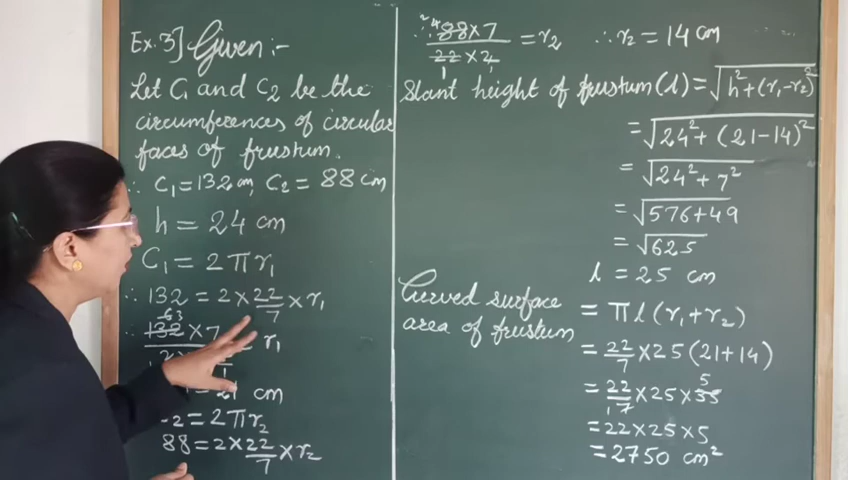 Ex. 3] Given :-
Let C₁ and C₂ be the
circumferences of circular
faces of frustum.
∴ C₁ = 132 cm, C₂ = 88 cm
h = 24 cm
C₁ = 2πr₁
∴ 132 = 2 × 22/7 × r₁
63
∴ 132 × 7
r₁
21 cm
2 = 2πr₂
88 = 2 × 22/7 × r₂
∴ 88 × 7 / 22 × 2 = r₂ ∴ r₂ = 14 cm
Slant height of frustum (l) = √h² + (r₁ - r₂)²
= √24² + (21 - 14)²
= √24² + 7²
= √576 + 49
= √625
l = 25 cm
Curved surface
area of frustum
= πl (r₁ + r₂)
= 22/7 × 25 (21 + 14)
= 22/7 × 25 × 35
= 22 × 25 × 5
= 2750 cm²